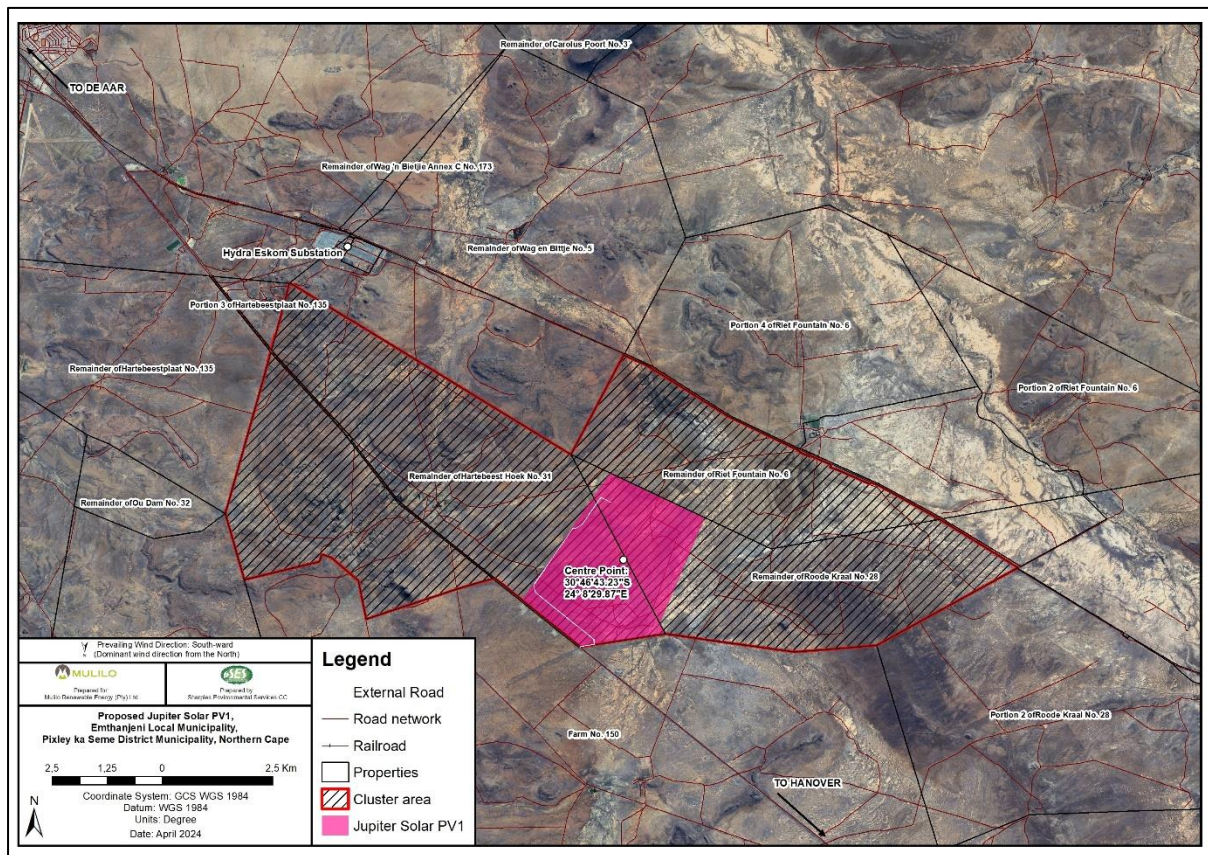 Remainder ofCarolus Poort No. 3
TO DE AAR
Remainder ofWag 'n Bietjie Annex C No. 173
Hydra Eskom Substation
Remainder ofWag en Bittje No. 5
Portion 3 ofHartebeestplaat No. 135
Portion 4 ofRiet Fountain No. 6
Remainder ofHartebeestplaat No. 135
Portion 2 ofRiet Fountain No. 6
Remainder ofHartebeest Hoek No. 31
Remainder ofRiet Fountain No. 6
Remainder ofOu Dam No. 32
Centre Point:
30°46'43.23"S
24° 8'29.87"E
Remainder ofRoode Kraal No. 28
Portion 2 ofRoode Kraal No. 28
Farm No. 150
TO HANOVER
Prevailing Wind Direction: South-ward
(Dominant wind direction from the North)
MULILO
Prepared for
Mulilo Renewable Energy (Pty) Ltd
SES
Prepared by
Sharples Environmental Services CC
Proposed Jupiter Solar PV1,
Emthanjeni Local Municipality,
Pixley ka Seme District Municipality, Northern Cape
2,5 1,25 0 2,5 Km
Coordinate System: GCS WGS 1984
Datum: WGS 1984
Units: Degree
Date: April 2024
N
Legend
External Road
Road network
Railroad
Properties
Cluster area
Jupiter Solar PV1